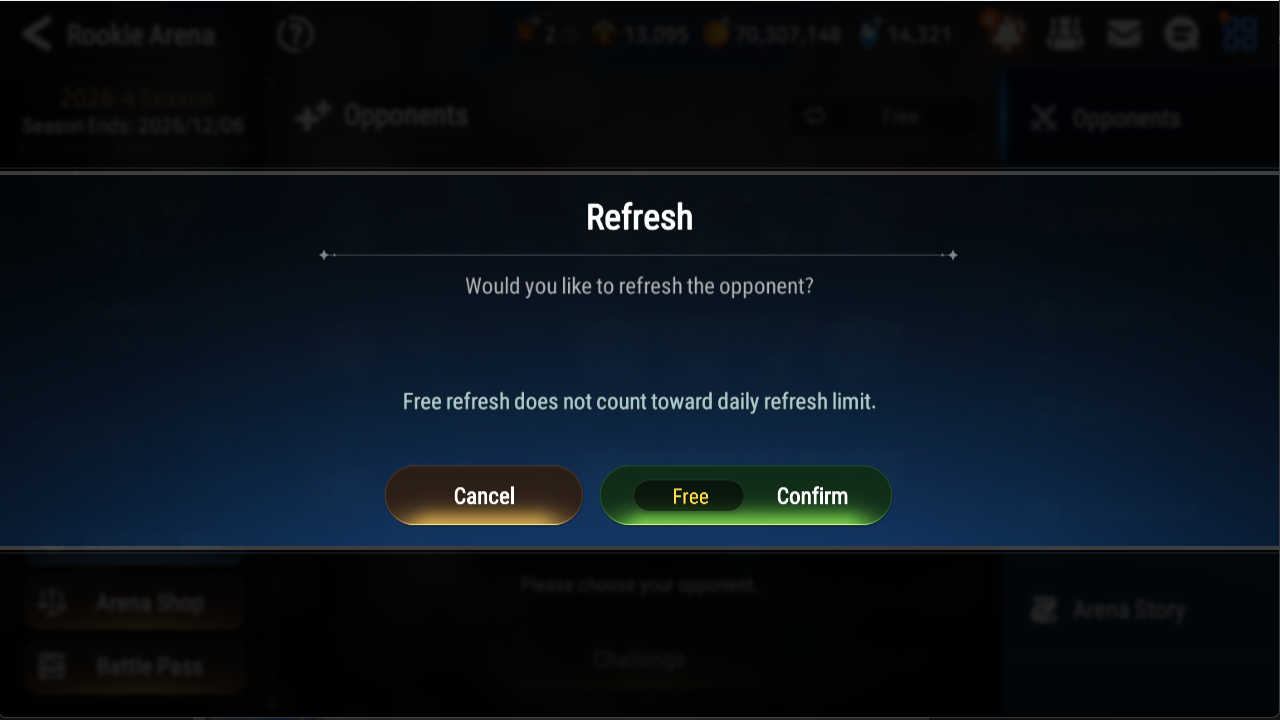 Rookie Arena
2/5
13,095
70,307,148
14,321
2026-4 Season
Season Ends: 2026/12/06
Opponents
Free
Opponents
Refresh
Would you like to refresh the opponent?
Free refresh does not count toward daily refresh limit.
Cancel
Free
Confirm
Please choose your opponent.
Arena Shop
Arena Story
Challenge
Battle Pass